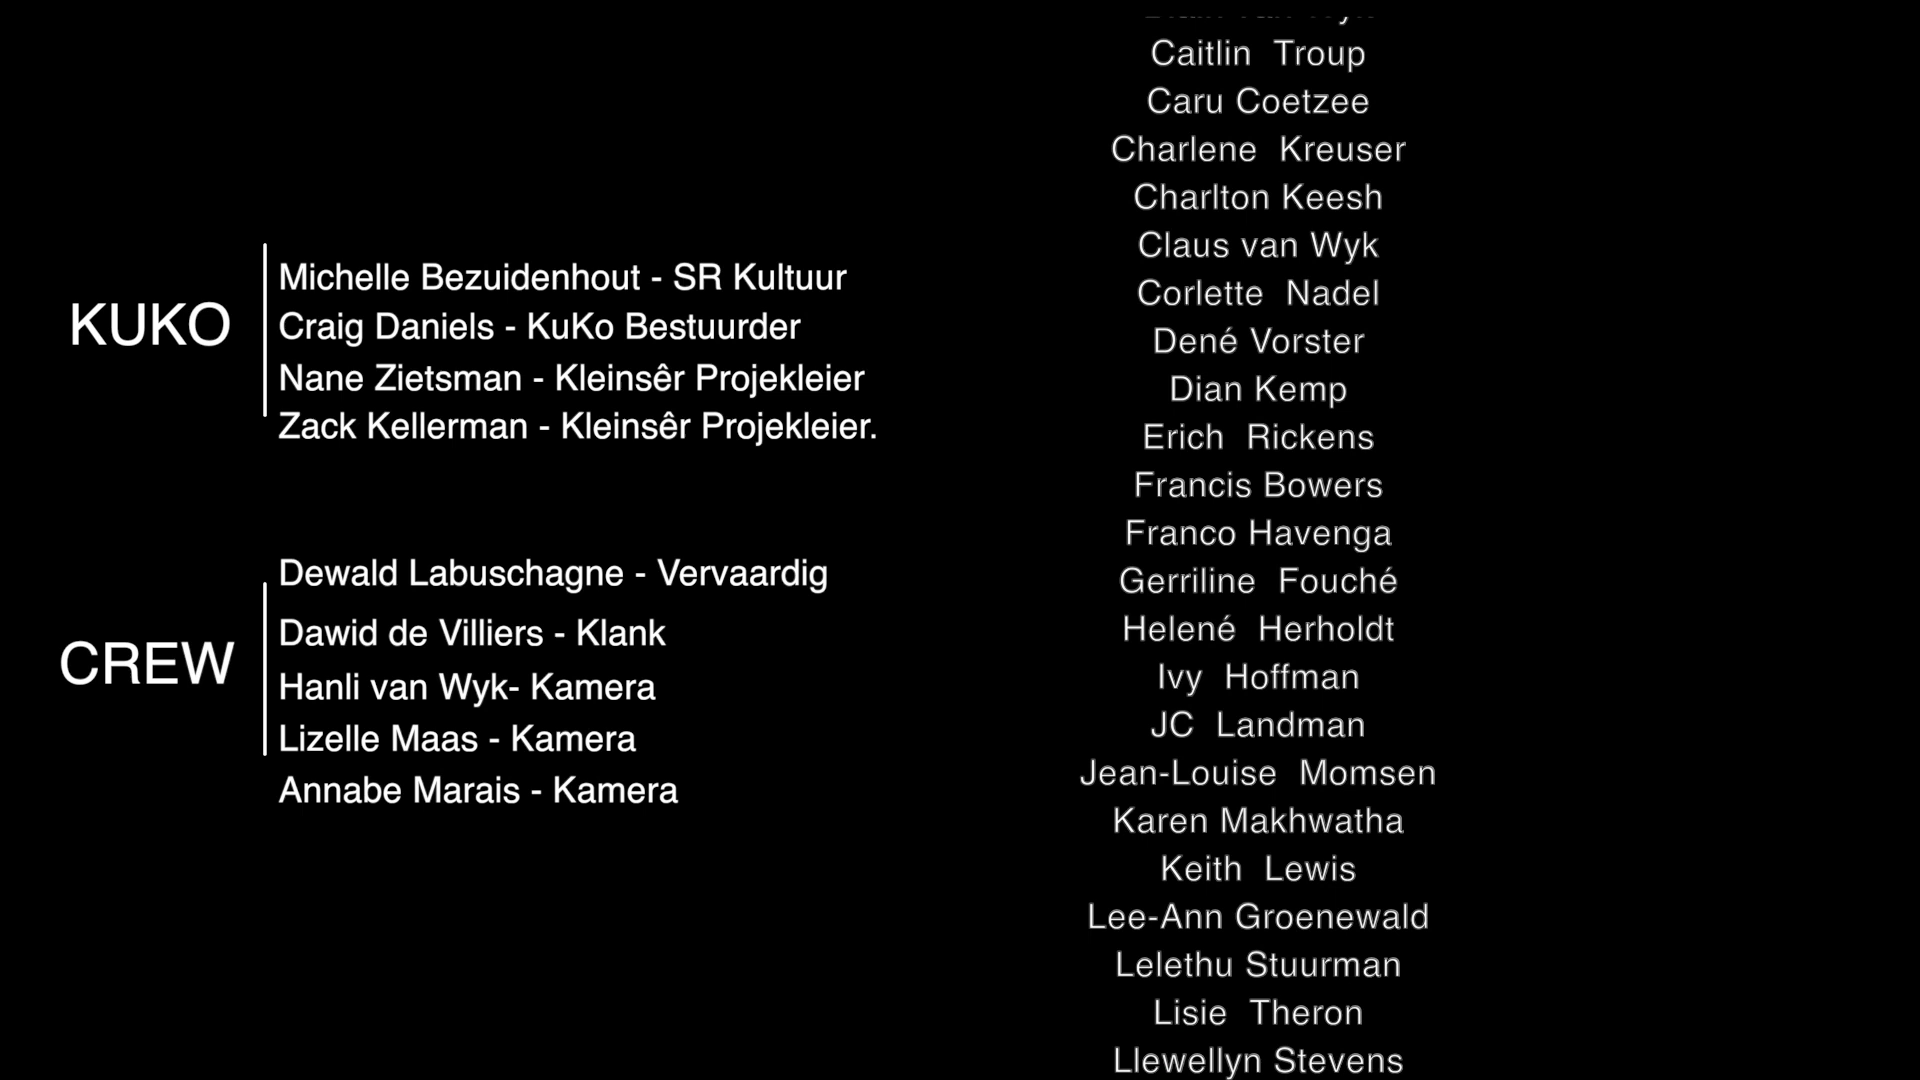 KUKO
Michelle Bezuidenhout - SR Kultuur
Craig Daniels - KuKo Bestuurder
Nane Zietsman - Kleinsêr Projekleier
Zack Kellerman - Kleinsêr Projekleier.
CREW
Dewald Labuschagne - Vervaardig
Dawid de Villiers - Klank
Hanli van Wyk- Kamera
Lizelle Maas - Kamera
Annabe Marais - Kamera
Caitlin Troup
Caru Coetzee
Charlene Kreuser
Charlton Keesh
Claus van Wyk
Corlette Nadel
Dené Vorster
Dian Kemp
Erich Rickens
Francis Bowers
Franco Havenga
Gerriline Fouché
Helené Herholdt
Ivy Hoffman
JC Landman
Jean-Louise Momsen
Karen Makhwatha
Keith Lewis
Lee-Ann Groenewald
Lelethu Stuurman
Lisie Theron
Llewellyn Stevens